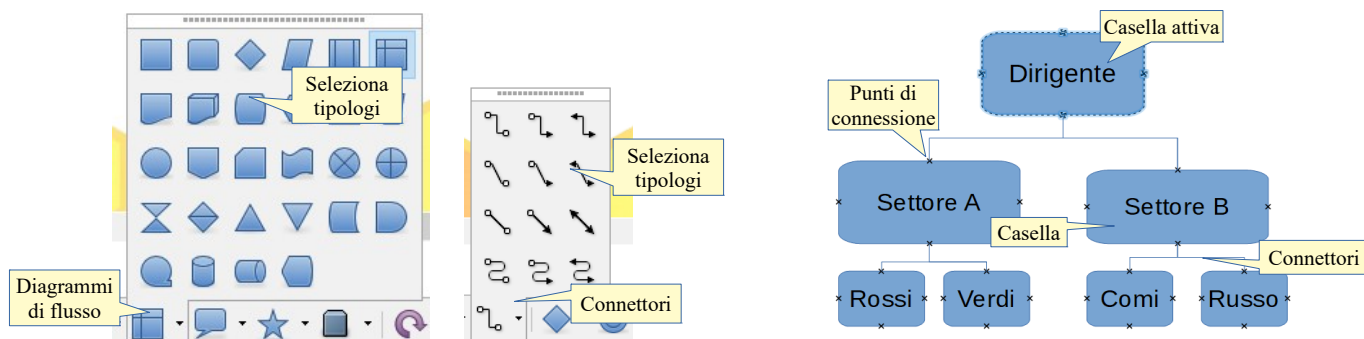 Seleziona
tipologi
Diagrammi
di flusso
Seleziona
tipologi
Connettori
Casella attiva
Dirigente
Punti di
connessione
Settore A
Settore B
Casella
Connettori
Rossi
Verdi
Comi
Russo